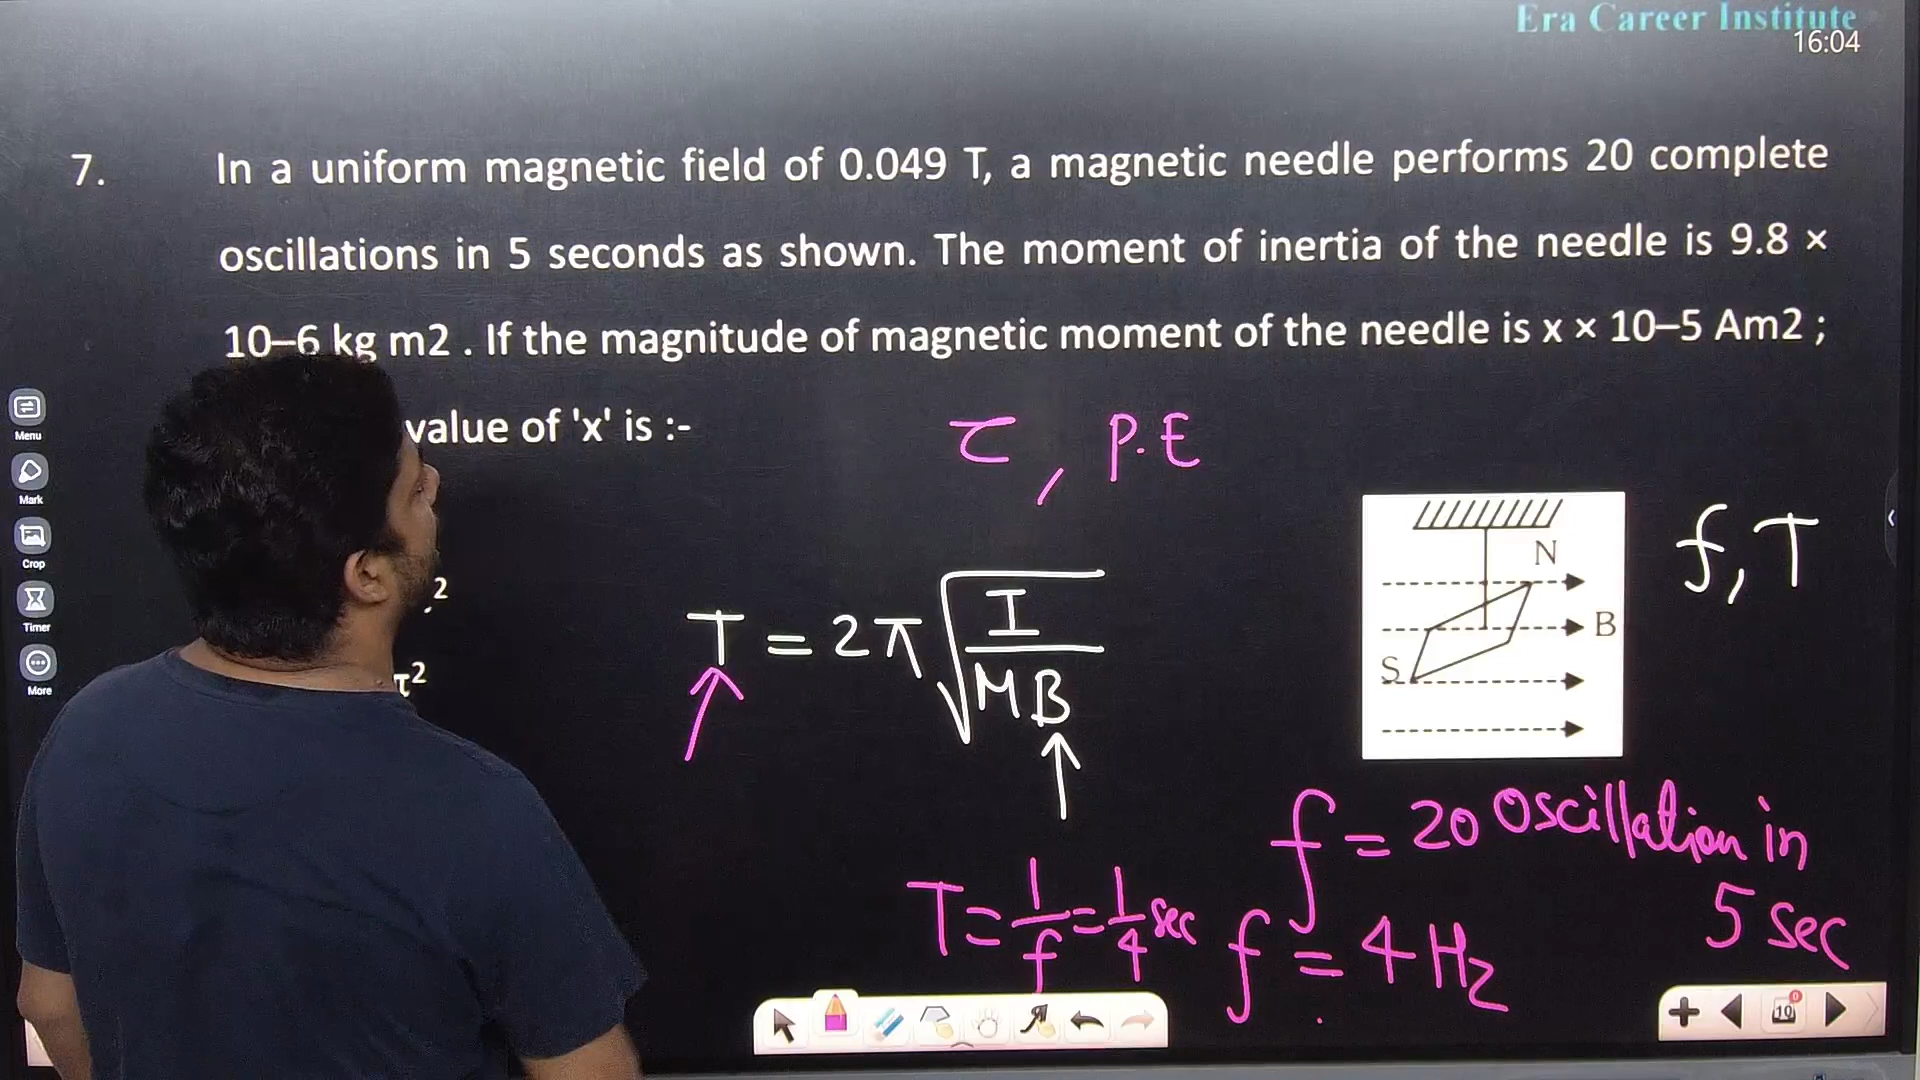 Era Career Institute
16:04
7. In a uniform magnetic field of 0.049 T, a magnetic needle performs 20 complete
oscillations in 5 seconds as shown. The moment of inertia of the needle is 9.8 ×
10–6 kg m2 . If the magnitude of magnetic moment of the needle is x × 10–5 Am2 ;
value of 'x' is :-
τ , P.E
Menu
Mark
Crop
Timer
More
²
π²
T = 2π √(I/MB)
N
B
S
f, T
f = 20 Oscillation in
5 sec
T = 1/f = 1/4 sec
f = 4 Hz
10
0